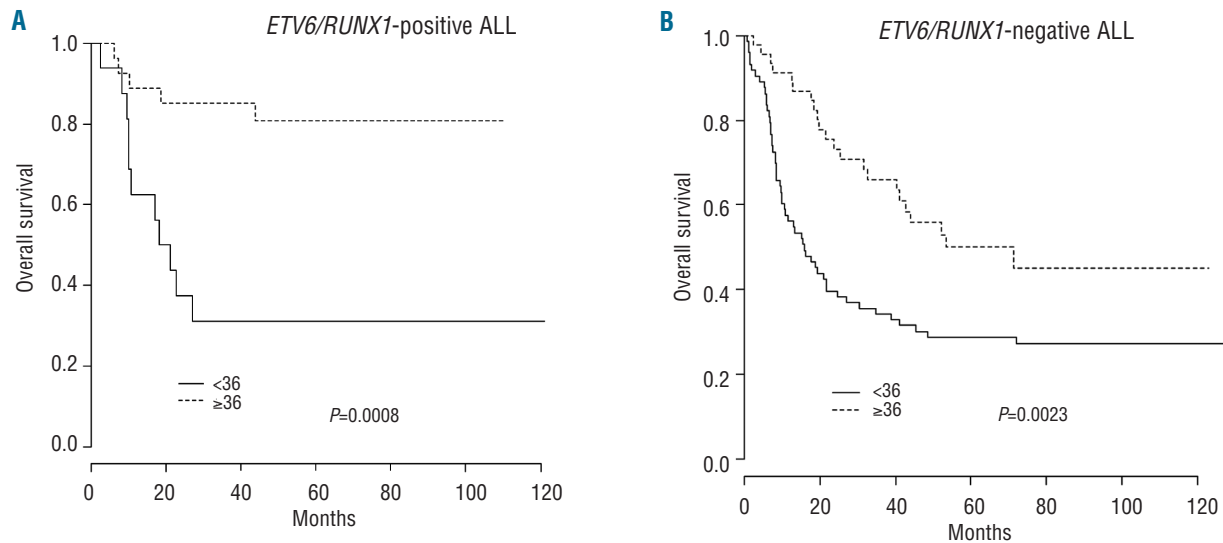 A
ETV6/RUNX1-positive ALL
Overall survival
1.0
0.8
0.6
0.4
0.2
0.0
<36
≥36
P=0.0008
0 20 40 60 80 100 120
Months
B
ETV6/RUNX1-negative ALL
Overall survival
1.0
0.8
0.6
0.4
0.2
0.0
<36
≥36
P=0.0023
0 20 40 60 80 100 120
Months